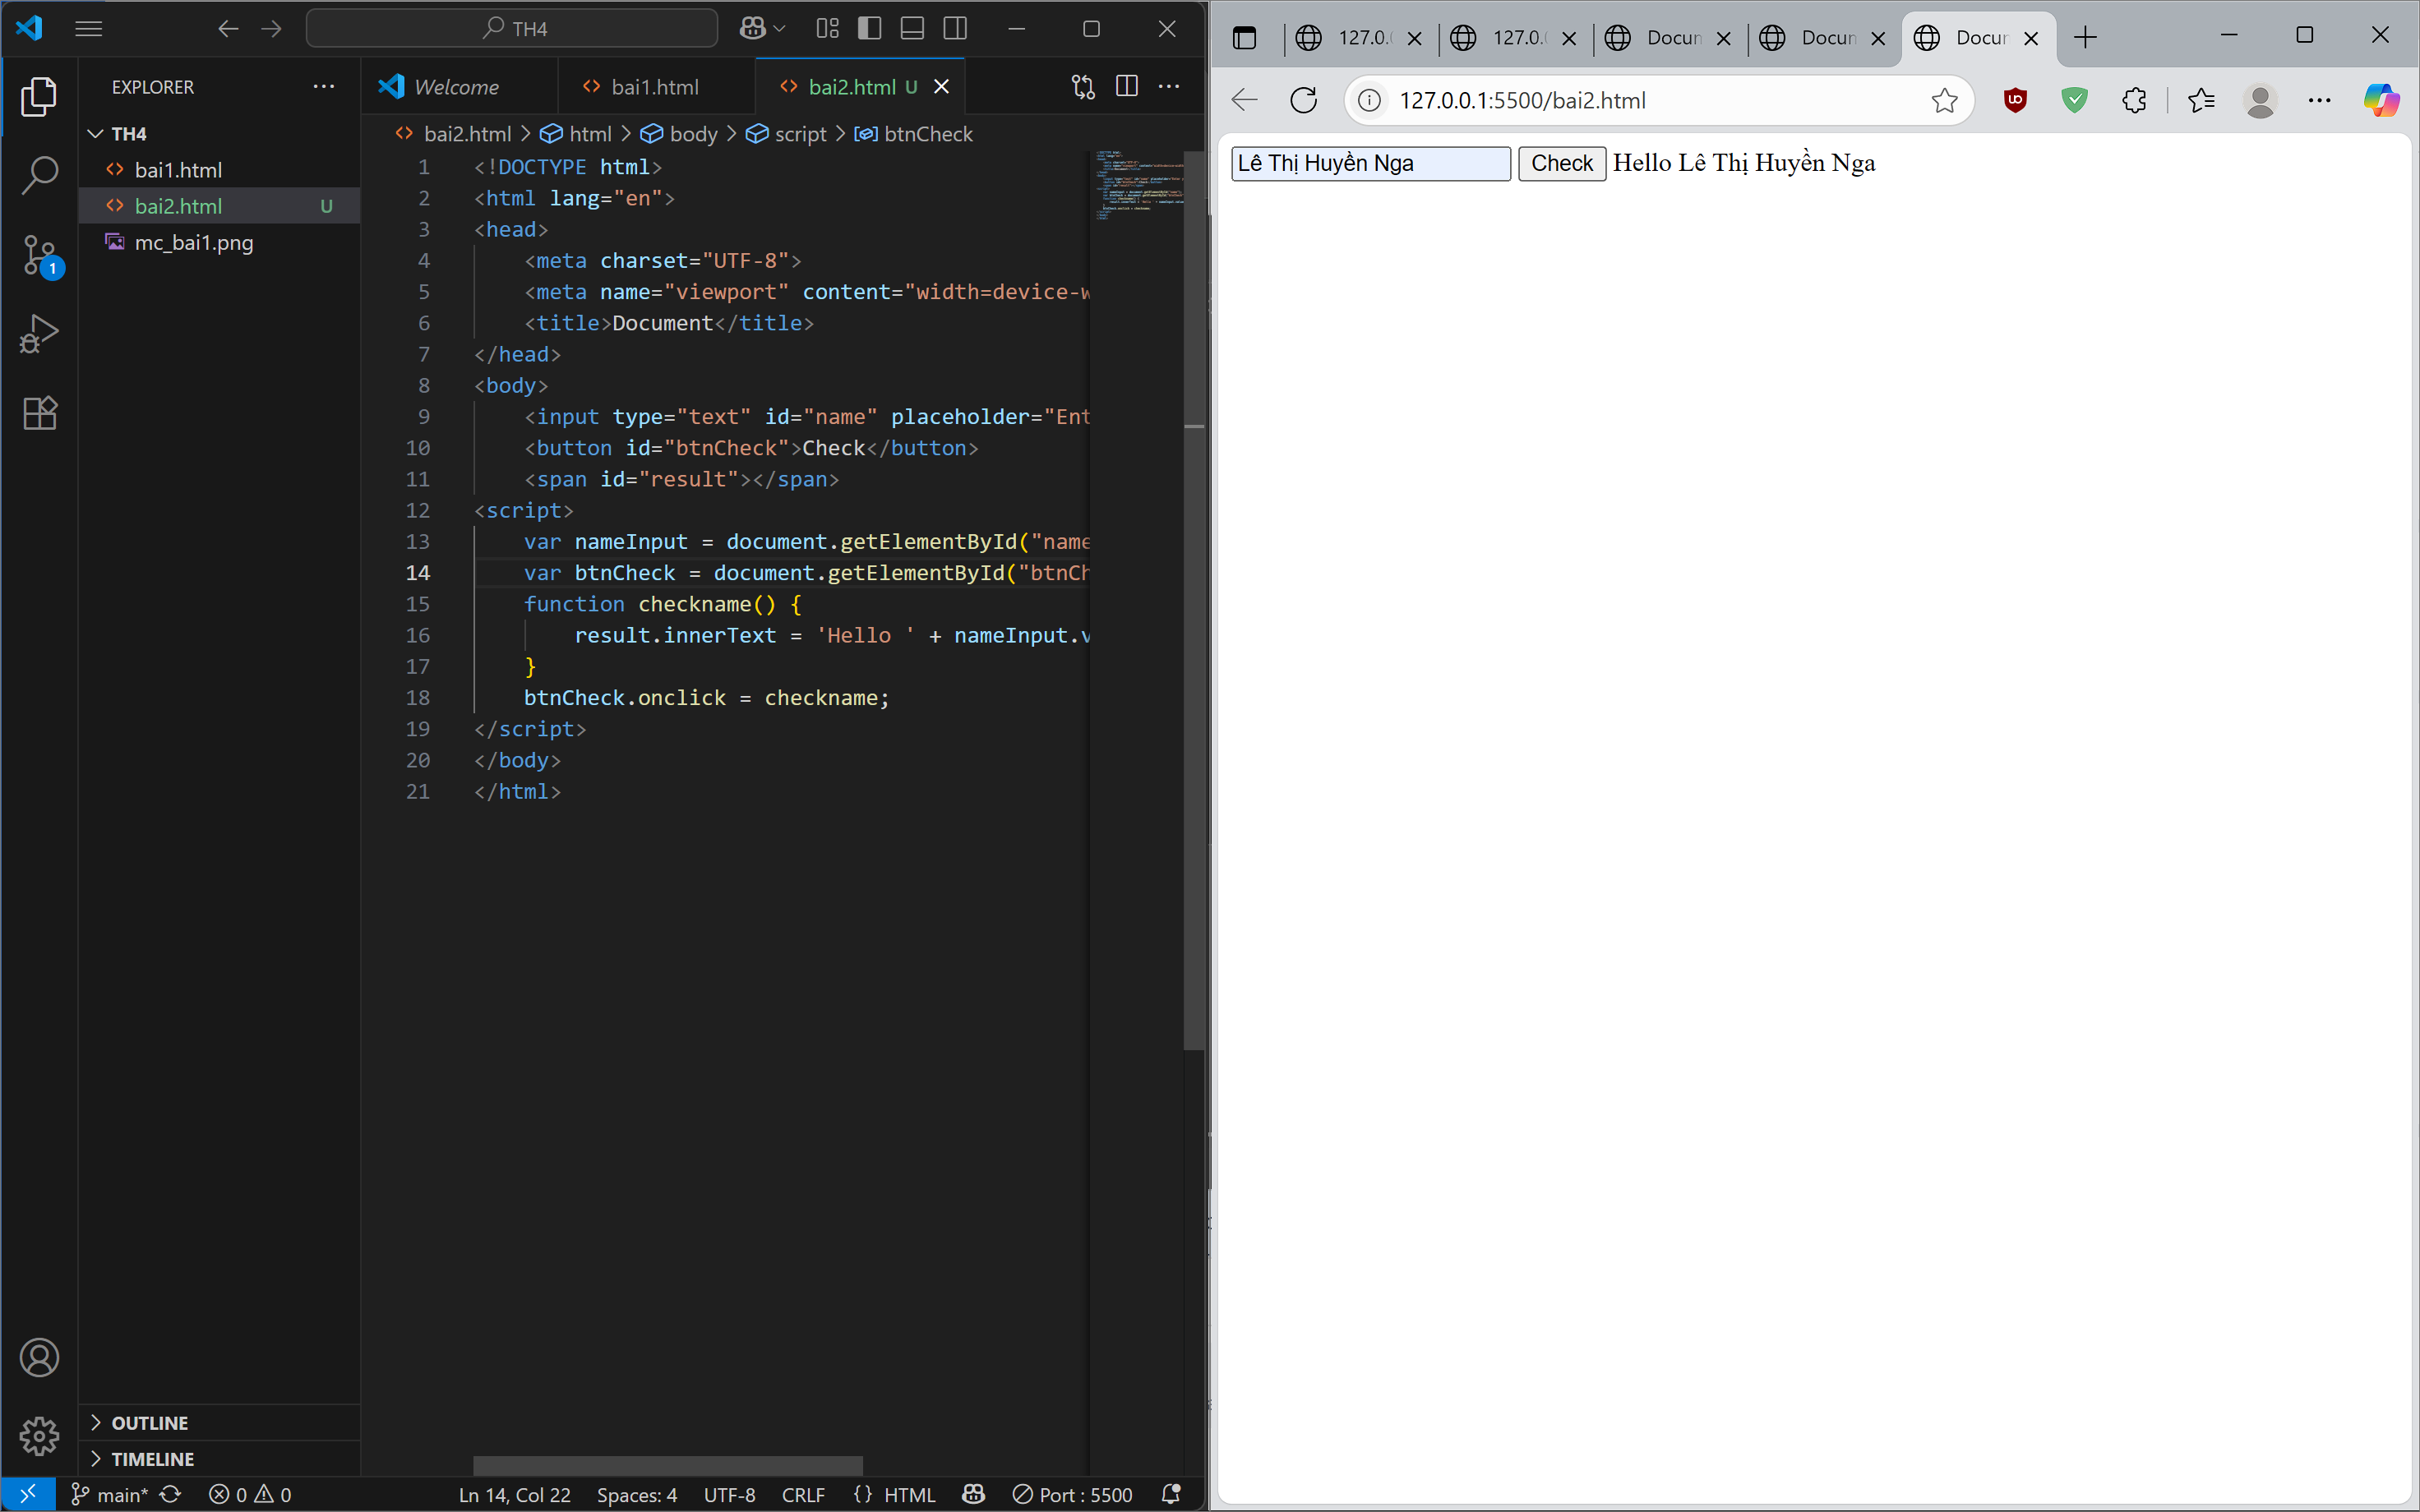 TH4
EXPLORER
TH4
bai1.html
bai2.html U
mc_bai1.png
1
OUTLINE
TIMELINE
Welcome
bai1.html
bai2.html U
bai2.html > html > body > script > btnCheck
1 <!DOCTYPE html>
2 <html lang="en">
3 <head>
4 <meta charset="UTF-8">
5 <meta name="viewport" content="width=device-w
6 <title>Document</title>
7 </head>
8 <body>
9 <input type="text" id="name" placeholder="Ent
10 <button id="btnCheck">Check</button>
11 <span id="result"></span>
12 <script>
13 var nameInput = document.getElementById("name
14 var btnCheck = document.getElementById("btnCh
15 function checkname() {
16 result.innerText = 'Hello ' + nameInput.v
17 }
18 btnCheck.onclick = checkname;
19 </script>
20 </body>
21 </html>
main* 0 0 Ln 14, Col 22 Spaces: 4 UTF-8 CRLF {} HTML Port : 5500
127.0.( 127.0.( Docun Docun Docur
127.0.0.1:5500/bai2.html
Lê Thị Huyền Nga Check Hello Lê Thị Huyền Nga